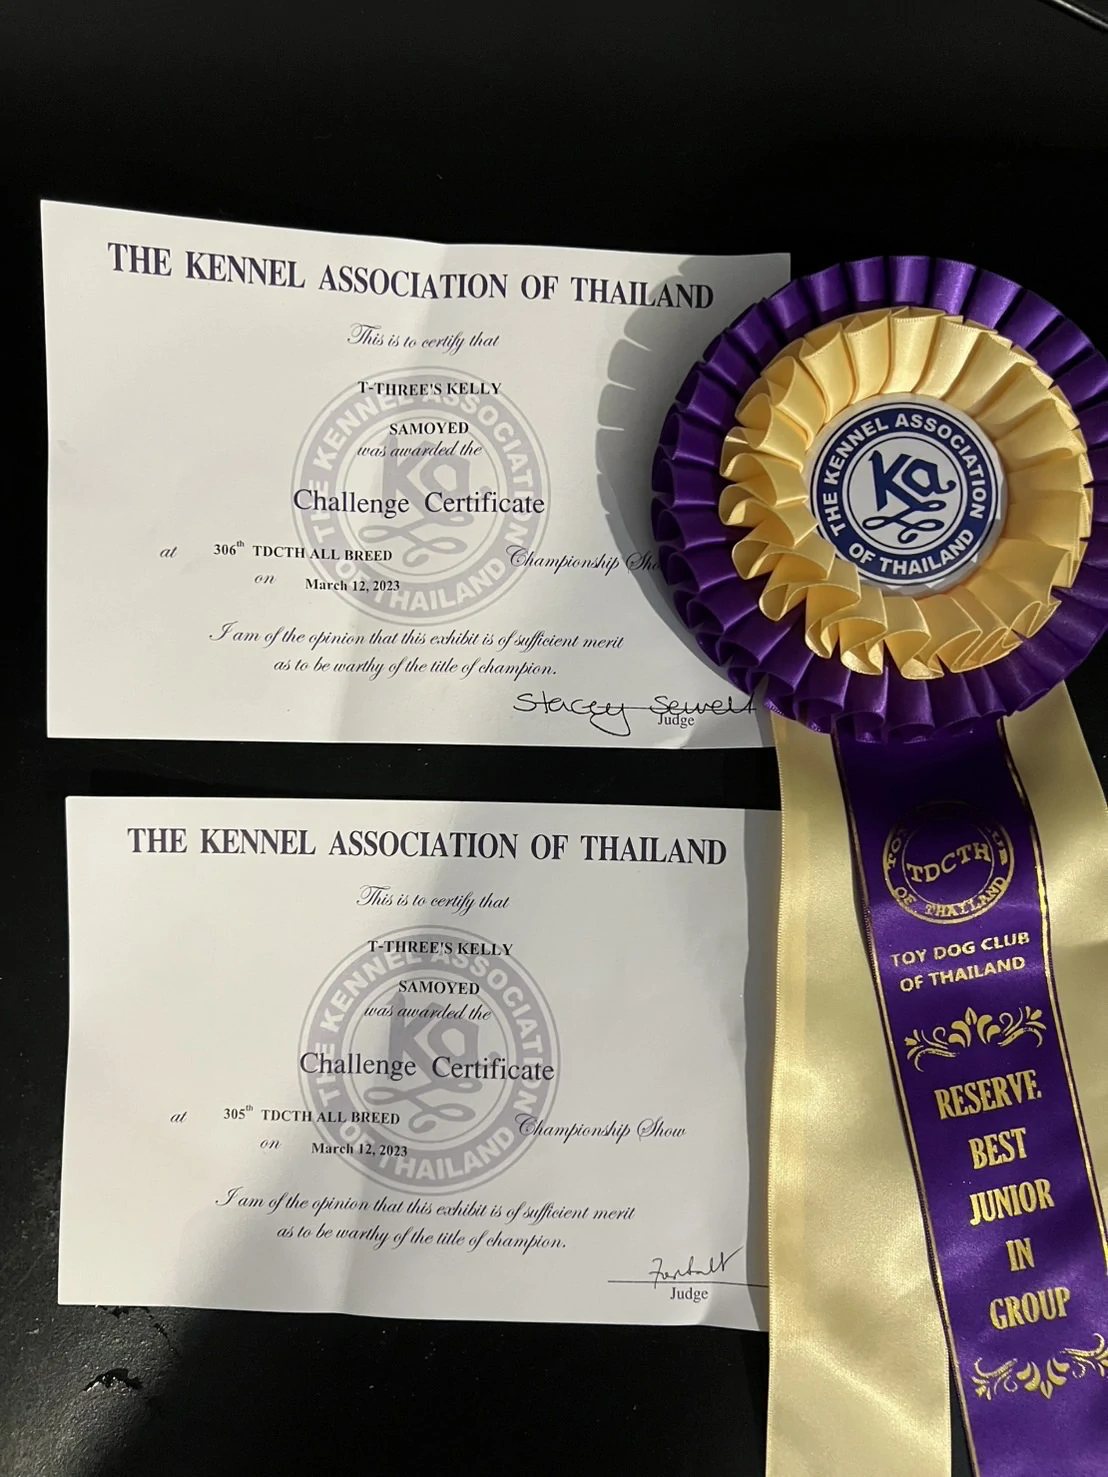 THE KENNEL ASSOCIATION OF THAILAND
This is to certify that
T-THREE'S KELLY
SAMOYED
was awarded the
Challenge Certificate
at 306th TDCTH ALL BREED Championship Sho
on March 12, 2023
I am of the opinion that this exhibit is of sufficient merit
as to be warthy of the title of champion.
Stacey Sewell
Judge
THE KENNEL ASSOCIATION OF THAILAND
This is to certify that
T-THREE'S KELLY
SAMOYED
was awarded the
Challenge Certificate
at 305th TDCTH ALL BREED Championship Show
on March 12, 2023
I am of the opinion that this exhibit is of sufficient merit
as to be warthy of the title of champion.
Judge
THE KENNEL ASSOCIATION
OF THAILAND
Ka
TDCTH
OF THAILAND
TOY DOG CLUB
OF THAILAND
RESERVE
BEST
JUNIOR
IN
GROUP